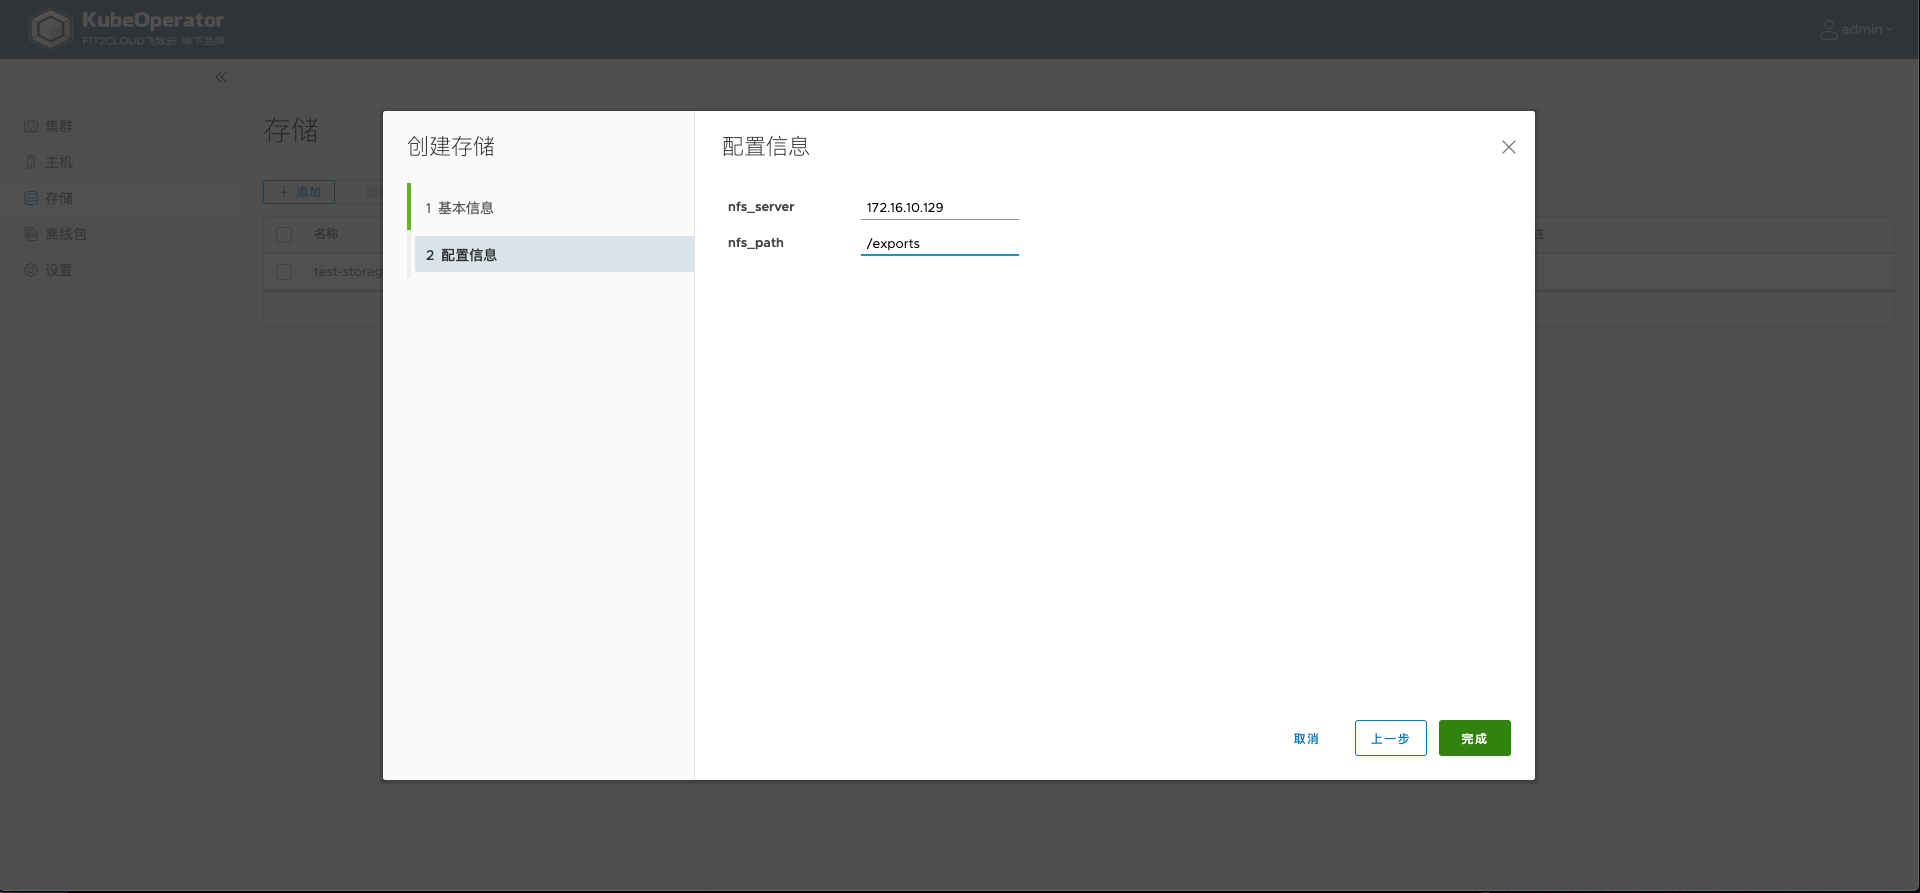 KubeOperator
FIT2CLOUD飞致云·旗下品牌
admin
集群
主机
存储
离线包
设置
存储
添加
名称
注
test-storag
创建存储
1 基本信息
2 配置信息
配置信息
nfs_server
172.16.10.129
nfs_path
/exports
取消
上一步
完成